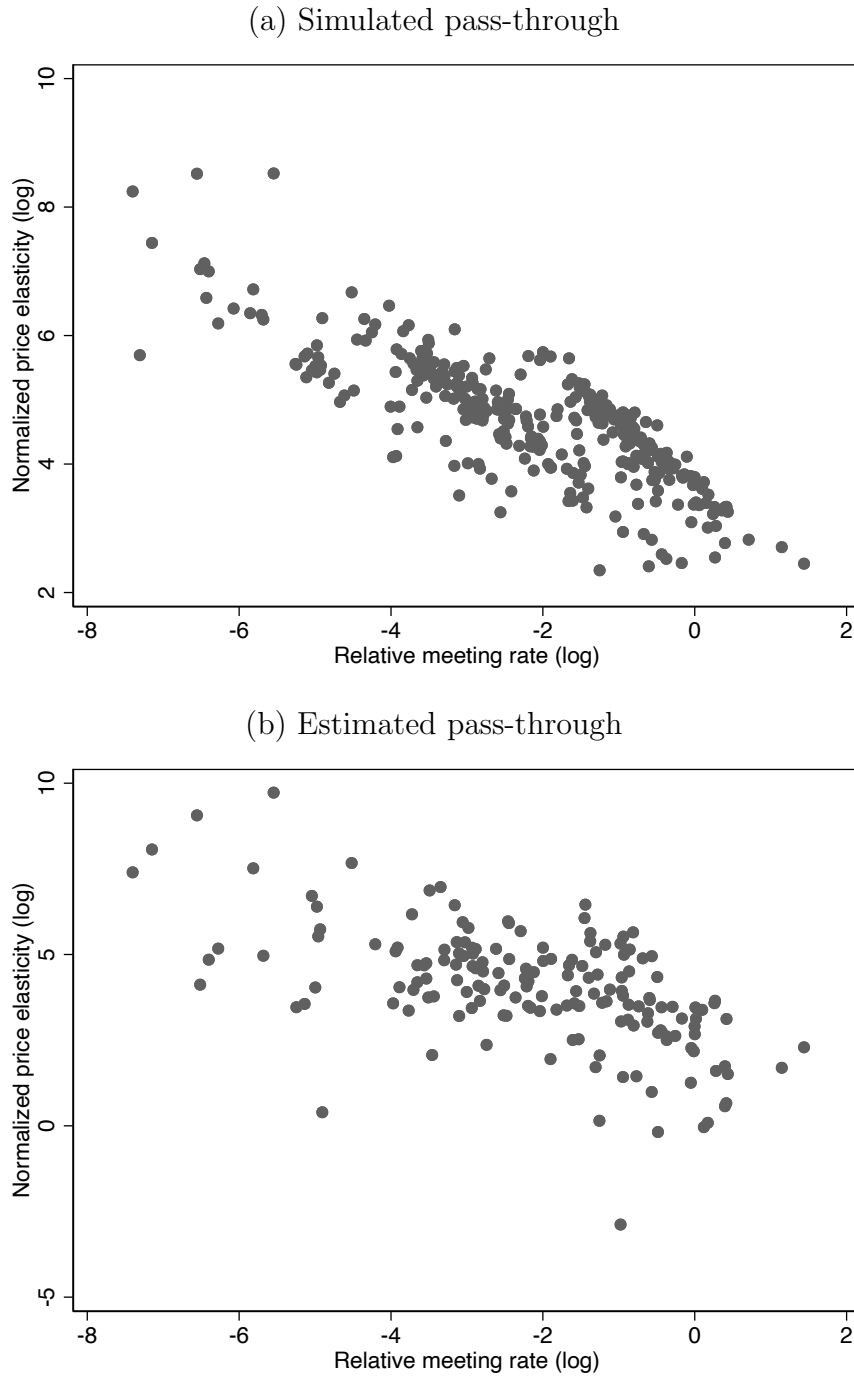 (a) Simulated pass-through
10
8
6
4
2
Normalized price elasticity (log)
-8 -6 -4 -2 0 2
Relative meeting rate (log)
(b) Estimated pass-through
10
5
0
-5
Normalized price elasticity (log)
-8 -6 -4 -2 0 2
Relative meeting rate (log)